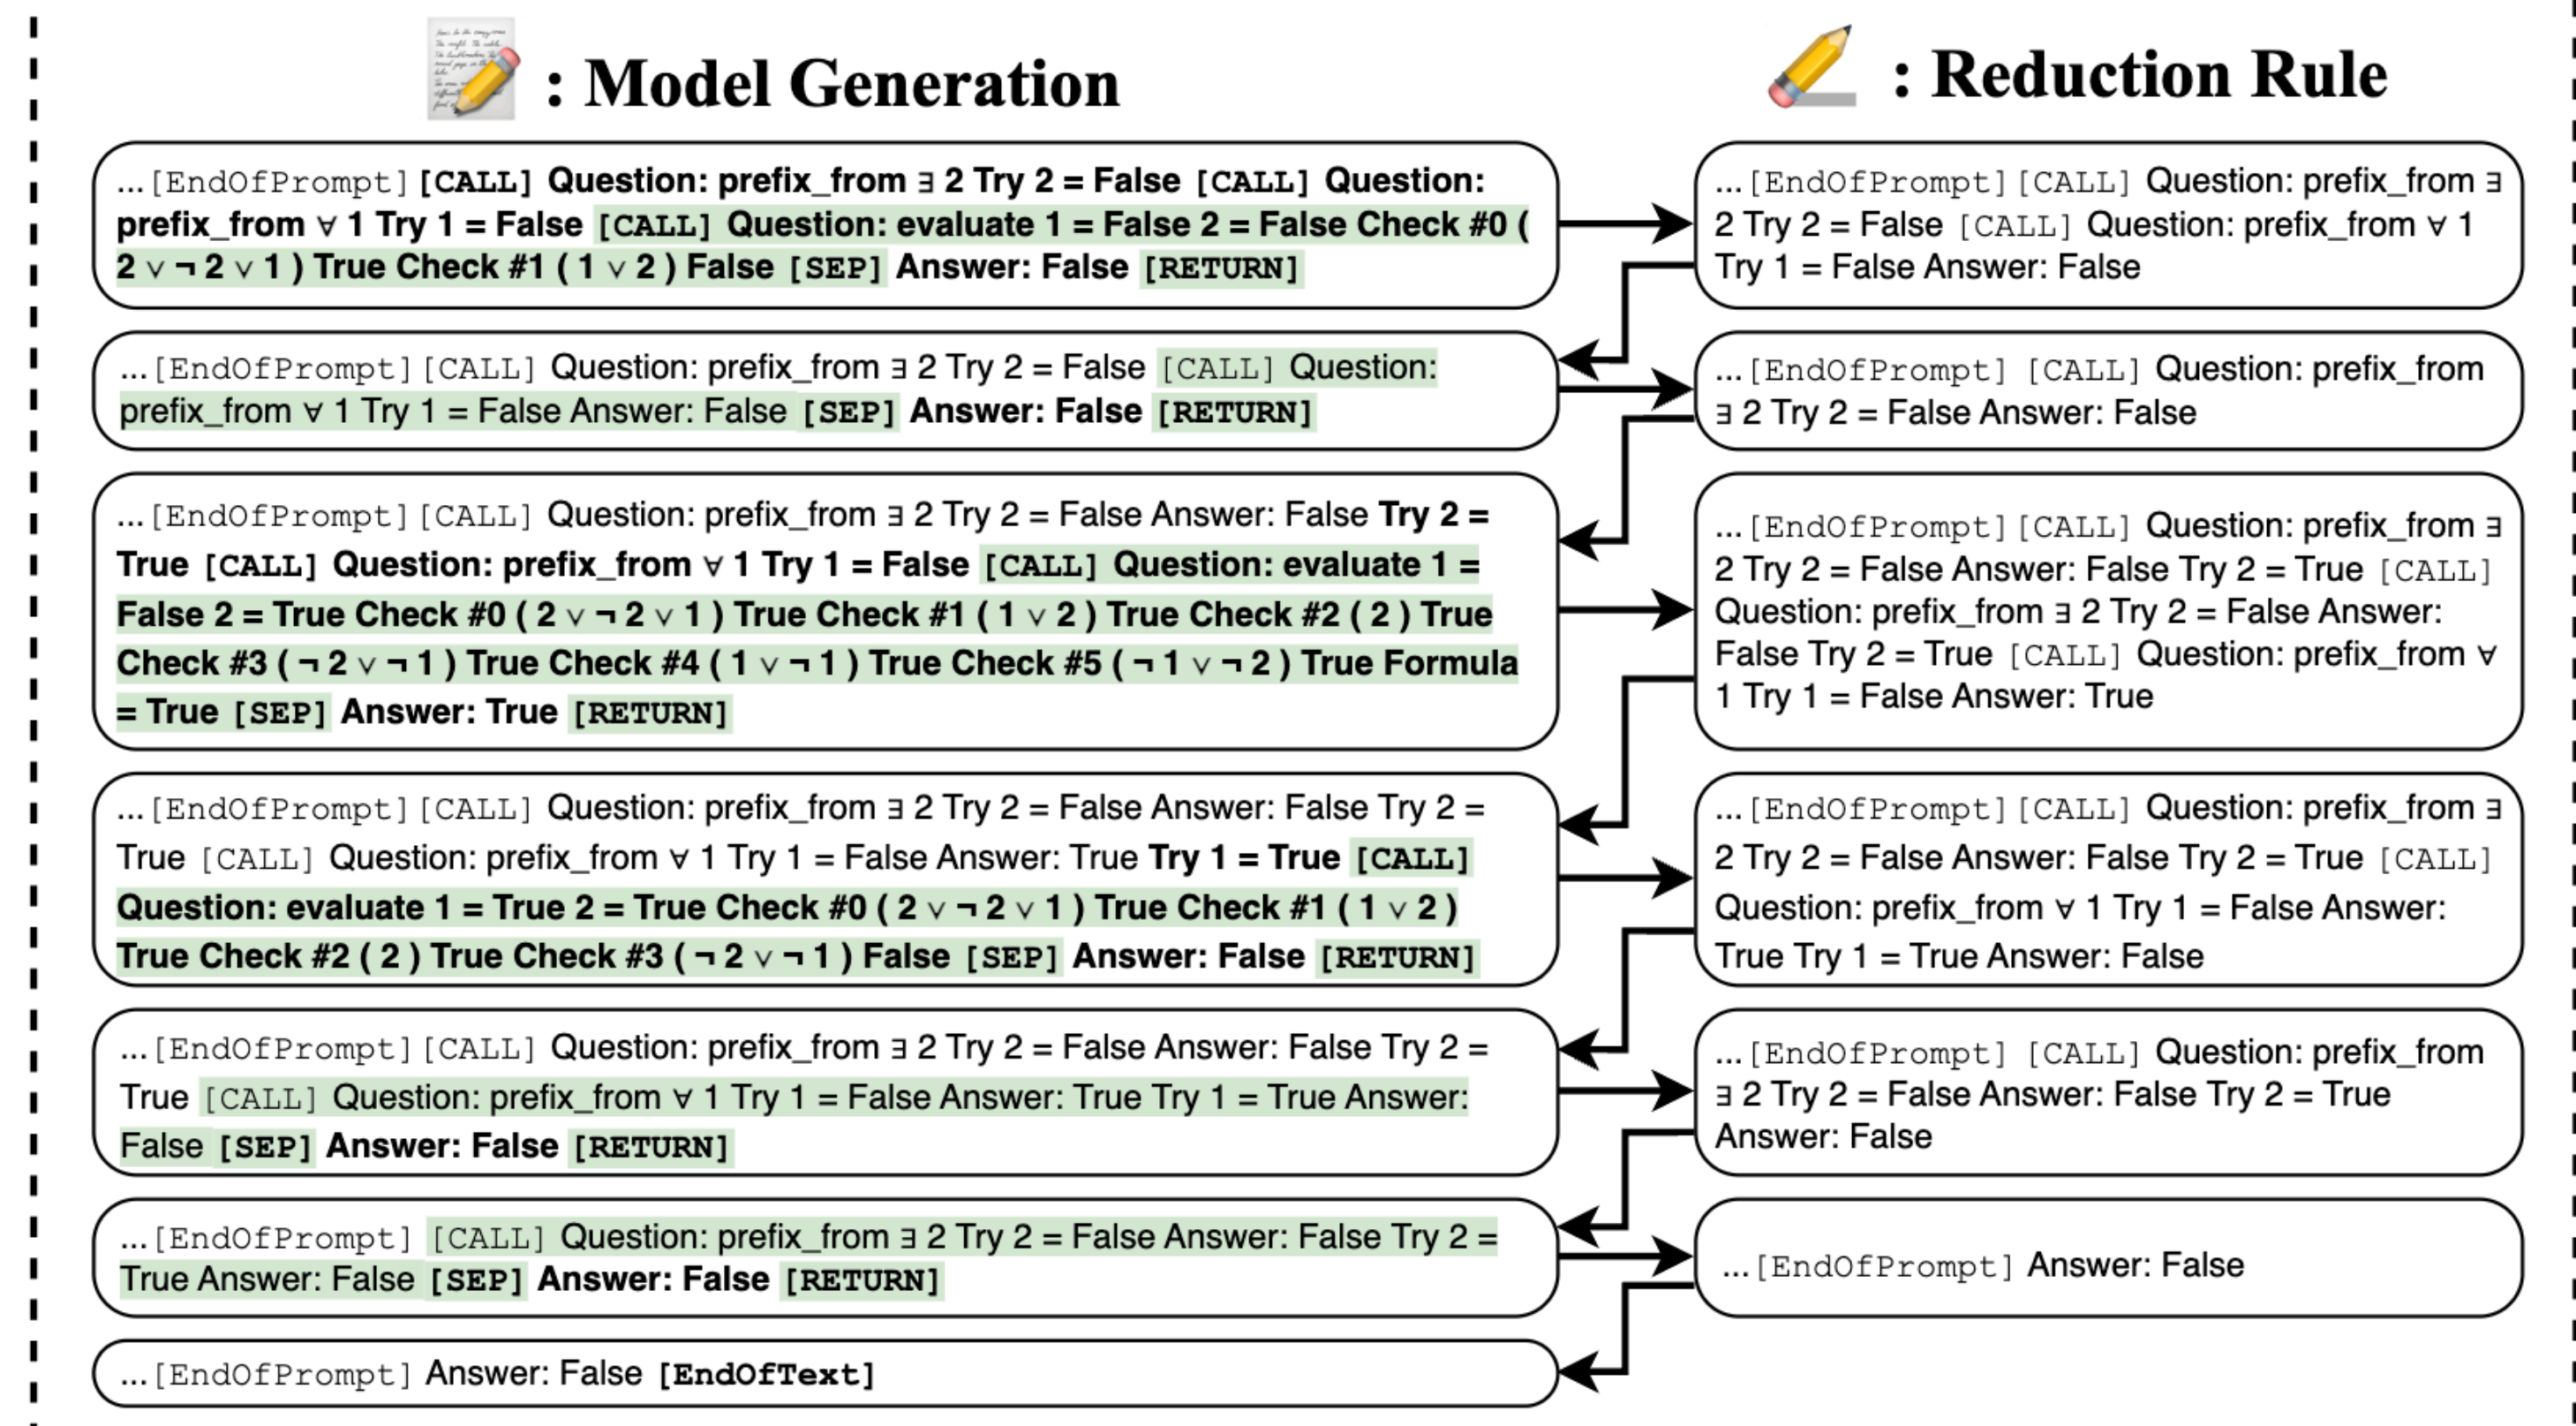 : Model Generation
: Reduction Rule
...[EndOfPrompt] [CALL] Question: prefix_from ∃ 2 Try 2 = False [CALL] Question:
prefix_from ∀ 1 Try 1 = False [CALL] Question: evaluate 1 = False 2 = False Check #0 (
2 ∨ ¬ 2 ∨ 1 ) True Check #1 ( 1 ∨ 2 ) False [SEP] Answer: False [RETURN]
...[EndOfPrompt] [CALL] Question: prefix_from ∃
2 Try 2 = False [CALL] Question: prefix_from ∀ 1
Try 1 = False Answer: False
...[EndOfPrompt] [CALL] Question: prefix_from ∃ 2 Try 2 = False [CALL] Question:
prefix_from ∀ 1 Try 1 = False Answer: False [SEP] Answer: False [RETURN]
...[EndOfPrompt] [CALL] Question: prefix_from
∃ 2 Try 2 = False Answer: False
...[EndOfPrompt] [CALL] Question: prefix_from ∃ 2 Try 2 = False Answer: False Try 2 =
True [CALL] Question: prefix_from ∀ 1 Try 1 = False [CALL] Question: evaluate 1 =
False 2 = True Check #0 ( 2 ∨ ¬ 2 ∨ 1 ) True Check #1 ( 1 ∨ 2 ) True Check #2 ( 2 ) True
Check #3 ( ¬ 2 ∨ ¬ 1 ) True Check #4 ( 1 ∨ ¬ 1 ) True Check #5 ( ¬ 1 ∨ ¬ 2 ) True Formula
= True [SEP] Answer: True [RETURN]
...[EndOfPrompt] [CALL] Question: prefix_from ∃
2 Try 2 = False Answer: False Try 2 = True [CALL]
Question: prefix_from ∃ 2 Try 2 = False Answer:
False Try 2 = True [CALL] Question: prefix_from ∀
1 Try 1 = False Answer: True
...[EndOfPrompt] [CALL] Question: prefix_from ∃ 2 Try 2 = False Answer: False Try 2 =
True [CALL] Question: prefix_from ∀ 1 Try 1 = False Answer: True Try 1 = True [CALL]
Question: evaluate 1 = True 2 = True Check #0 ( 2 ∨ ¬ 2 ∨ 1 ) True Check #1 ( 1 ∨ 2 )
True Check #2 ( 2 ) True Check #3 ( ¬ 2 ∨ ¬ 1 ) False [SEP] Answer: False [RETURN]
...[EndOfPrompt] [CALL] Question: prefix_from ∃
2 Try 2 = False Answer: False Try 2 = True [CALL]
Question: prefix_from ∀ 1 Try 1 = False Answer:
True Try 1 = True Answer: False
...[EndOfPrompt] [CALL] Question: prefix_from ∃ 2 Try 2 = False Answer: False Try 2 =
True [CALL] Question: prefix_from ∀ 1 Try 1 = False Answer: True Try 1 = True Answer:
False [SEP] Answer: False [RETURN]
...[EndOfPrompt] [CALL] Question: prefix_from
∃ 2 Try 2 = False Answer: False Try 2 = True
Answer: False
...[EndOfPrompt] [CALL] Question: prefix_from ∃ 2 Try 2 = False Answer: False Try 2 =
True Answer: False [SEP] Answer: False [RETURN]
...[EndOfPrompt] Answer: False
...[EndOfPrompt] Answer: False [EndOfText]